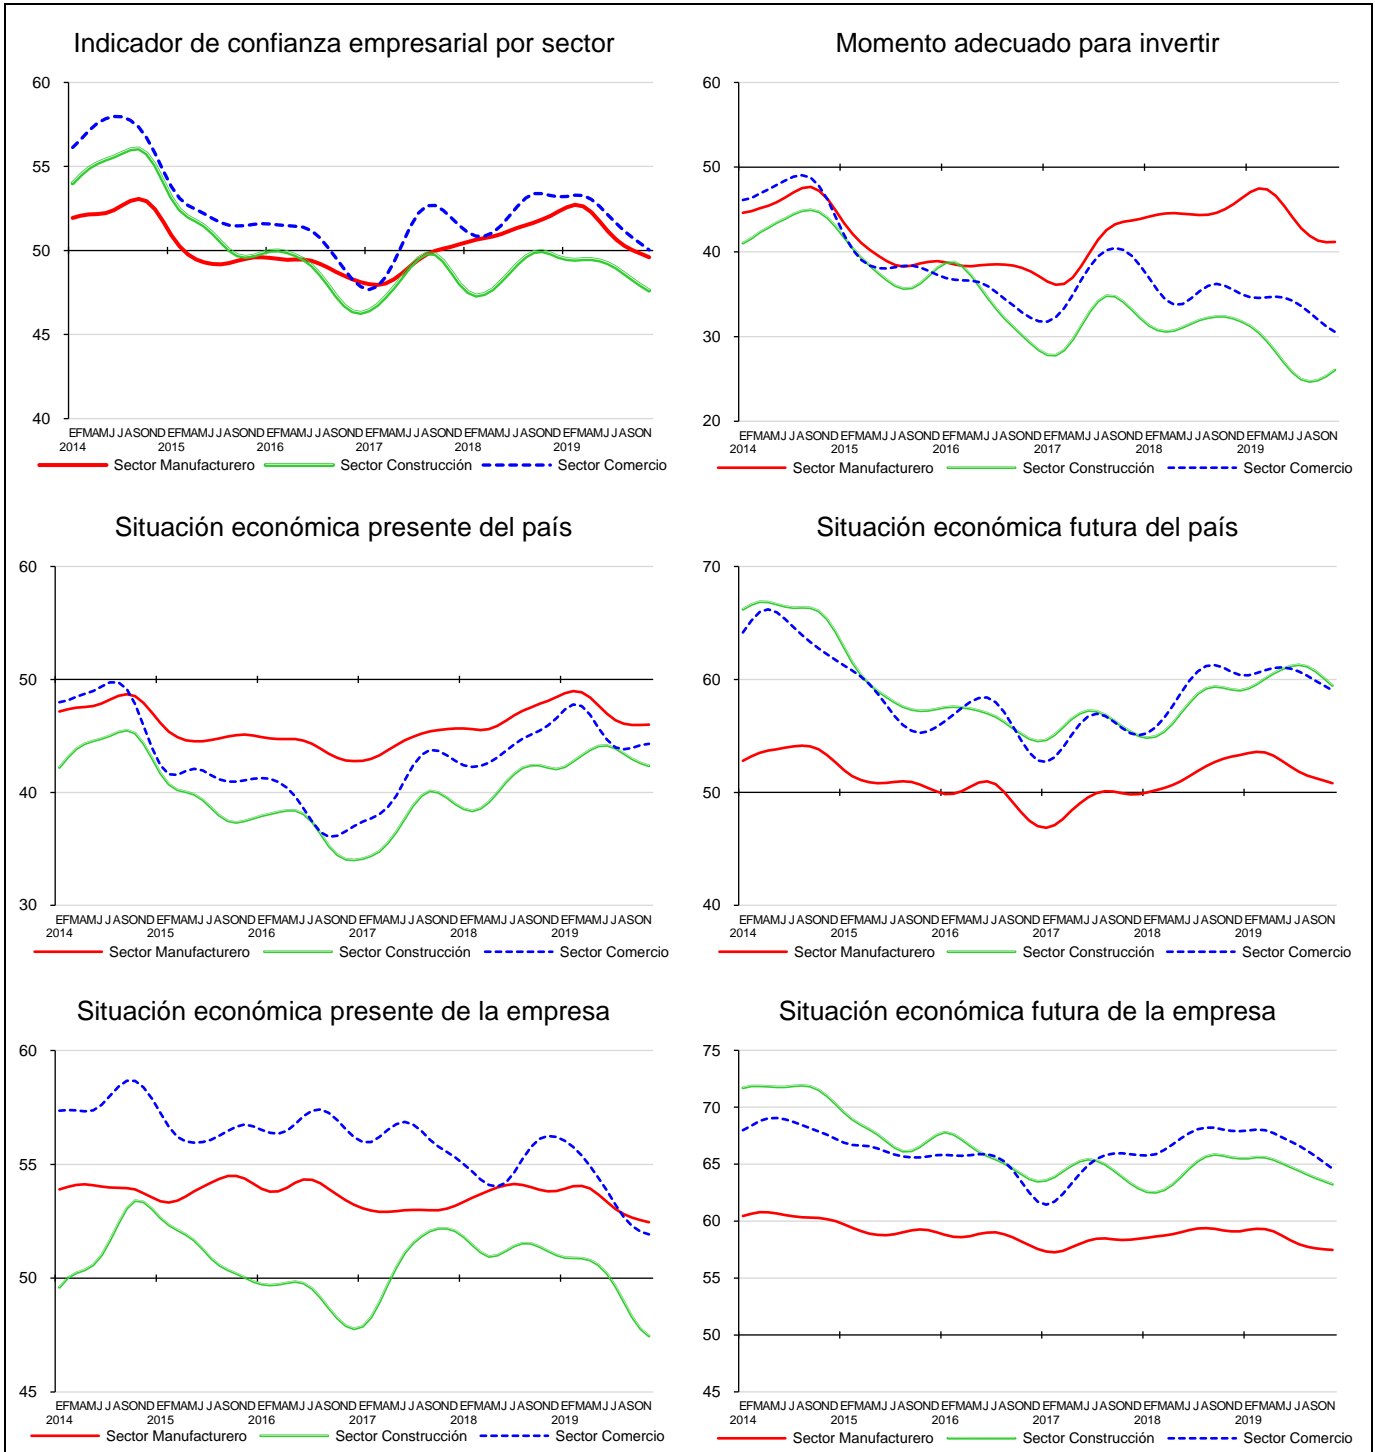 Indicador de confianza empresarial por sector
60
55
50
45
40
EFMAMJ JASOND EFMAMJ JASOND EFMAMJ JASOND EFMAMJ JASOND EFMAMJ JASOND EFMAMJ JASON
2014 2015 2016 2017 2018 2019
Sector Manufacturero Sector Construcción Sector Comercio
Momento adecuado para invertir
60
50
40
30
20
EFMAMJ JASOND EFMAMJ JASOND EFMAMJ JASOND EFMAMJ JASOND EFMAMJ JASOND EFMAMJ JASON
2014 2015 2016 2017 2018 2019
Sector Manufacturero Sector Construcción Sector Comercio
Situación económica presente del país
60
50
40
30
EFMAMJ JASOND EFMAMJ JASOND EFMAMJ JASOND EFMAMJ JASOND EFMAMJ JASOND EFMAMJ JASON
2014 2015 2016 2017 2018 2019
Sector Manufacturero Sector Construcción Sector Comercio
Situación económica futura del país
70
60
50
40
EFMAMJ JASOND EFMAMJ JASOND EFMAMJ JASOND EFMAMJ JASOND EFMAMJ JASOND EFMAMJ JASON
2014 2015 2016 2017 2018 2019
Sector Manufacturero Sector Construcción Sector Comercio
Situación económica presente de la empresa
60
55
50
45
EFMAMJ JASOND EFMAMJ JASOND EFMAMJ JASOND EFMAMJ JASOND EFMAMJ JASOND EFMAMJ JASON
2014 2015 2016 2017 2018 2019
Sector Manufacturero Sector Construcción Sector Comercio
Situación económica futura de la empresa
75
70
65
60
55
50
45
EFMAMJ JASOND EFMAMJ JASOND EFMAMJ JASOND EFMAMJ JASOND EFMAMJ JASOND EFMAMJ JASON
2014 2015 2016 2017 2018 2019
Sector Manufacturero Sector Construcción Sector Comercio